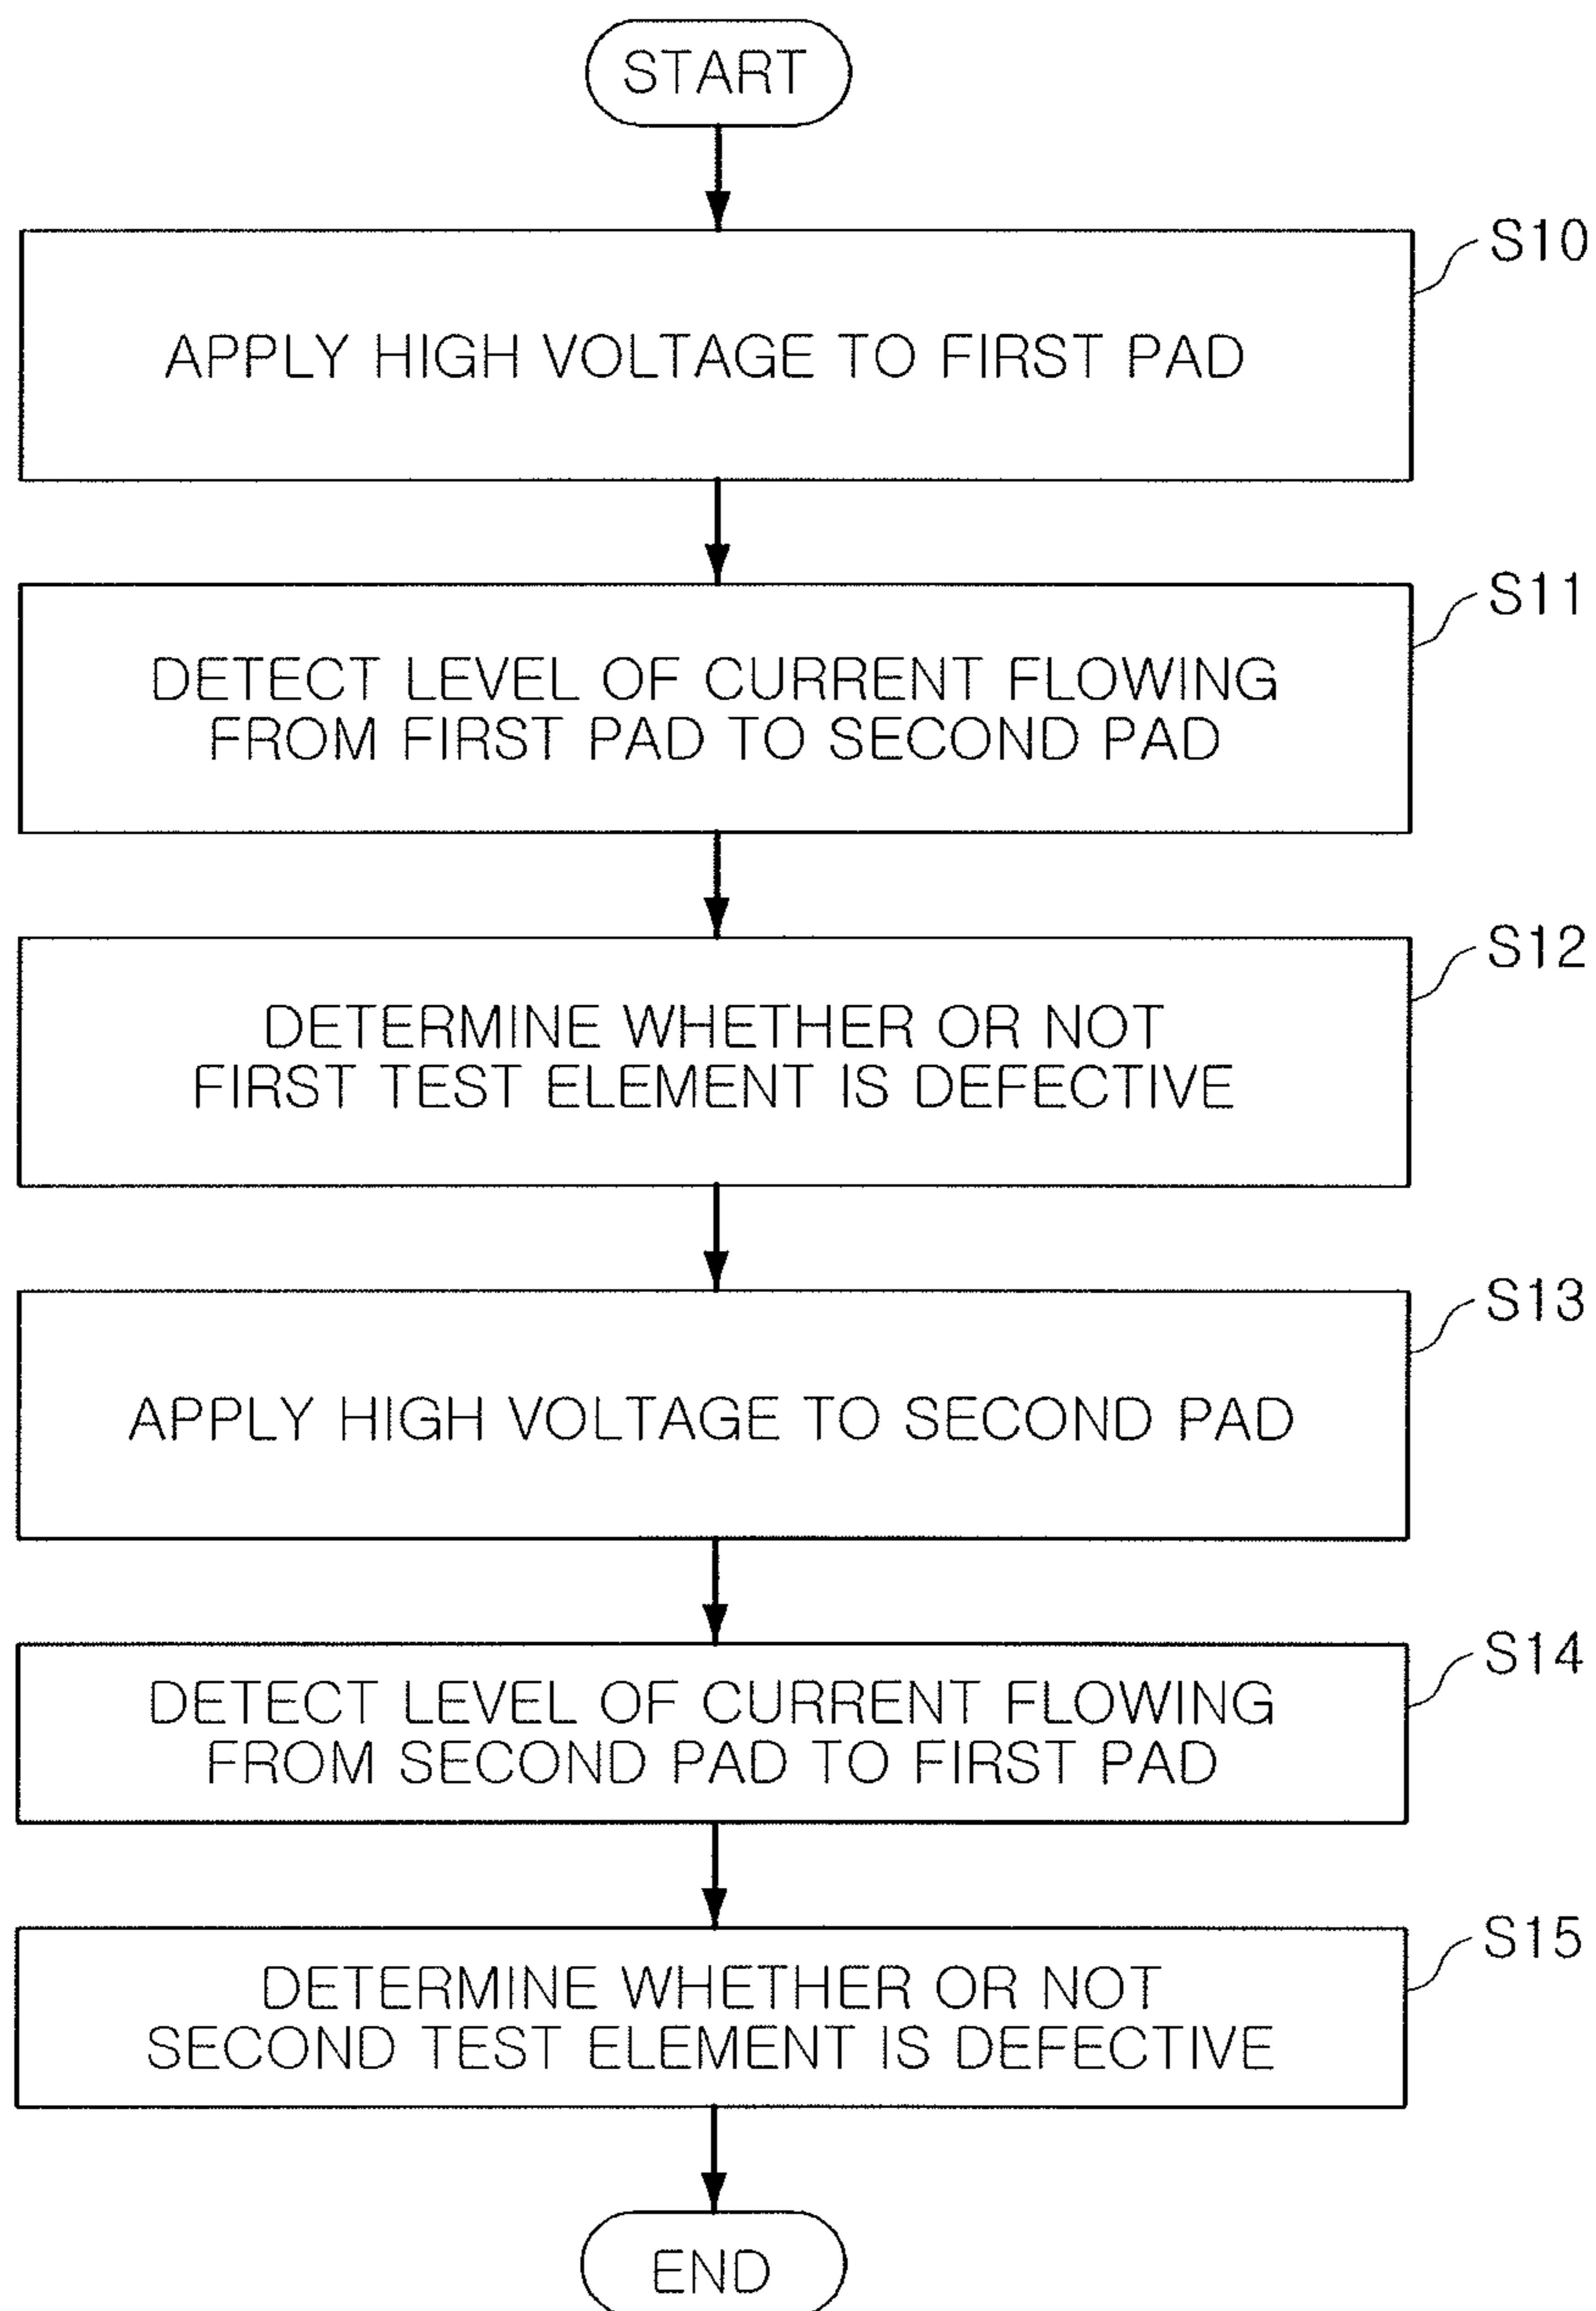 START
S10
APPLY HIGH VOLTAGE TO FIRST PAD
S11
DETECT LEVEL OF CURRENT FLOWING
FROM FIRST PAD TO SECOND PAD
S12
DETERMINE WHETHER OR NOT
FIRST TEST ELEMENT IS DEFECTIVE
S13
APPLY HIGH VOLTAGE TO SECOND PAD
S14
DETECT LEVEL OF CURRENT FLOWING
FROM SECOND PAD TO FIRST PAD
S15
DETERMINE WHETHER OR NOT
SECOND TEST ELEMENT IS DEFECTIVE
END